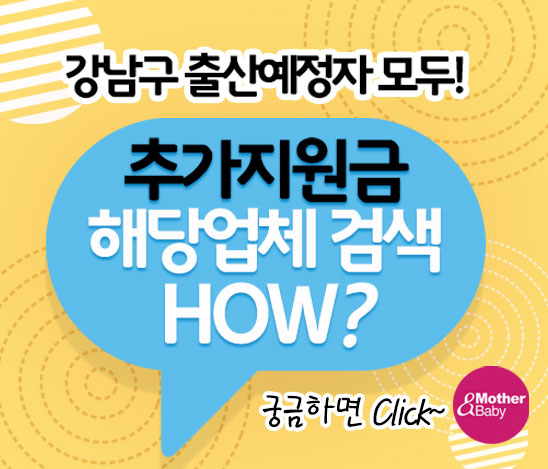 강남구 출산예정자 모두!
추가지원금
해당업체 검색
HOW?
궁금하면 Click~
Mother
&Baby